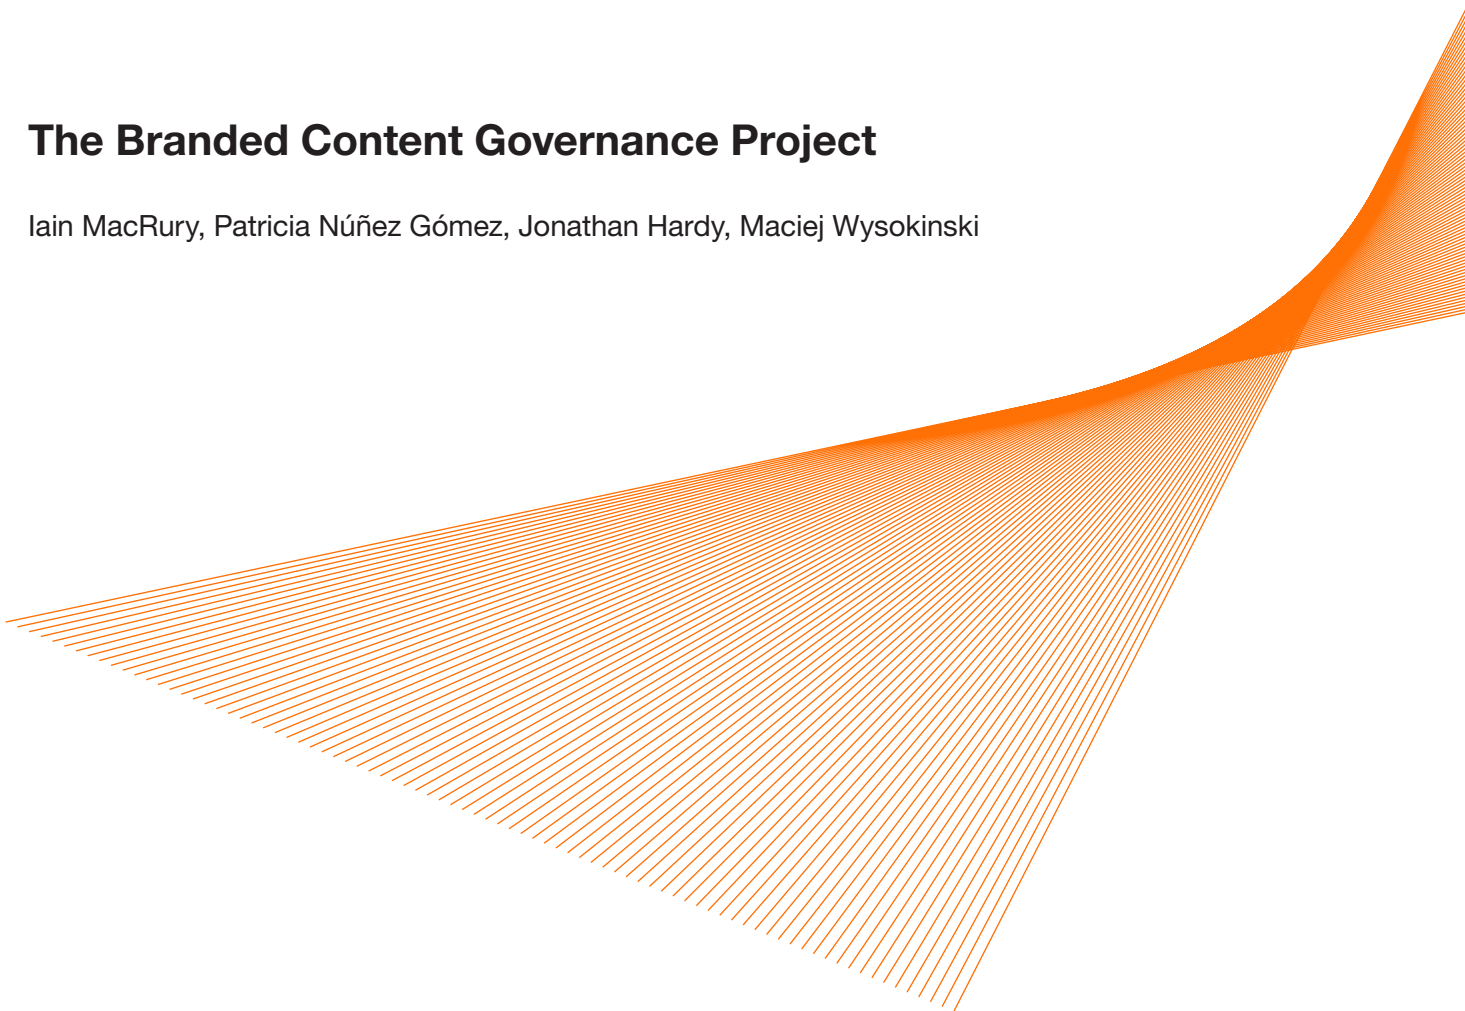 The Branded Content Governance Project
Iain MacRury, Patricia Núñez Gómez, Jonathan Hardy, Maciej Wysokinski